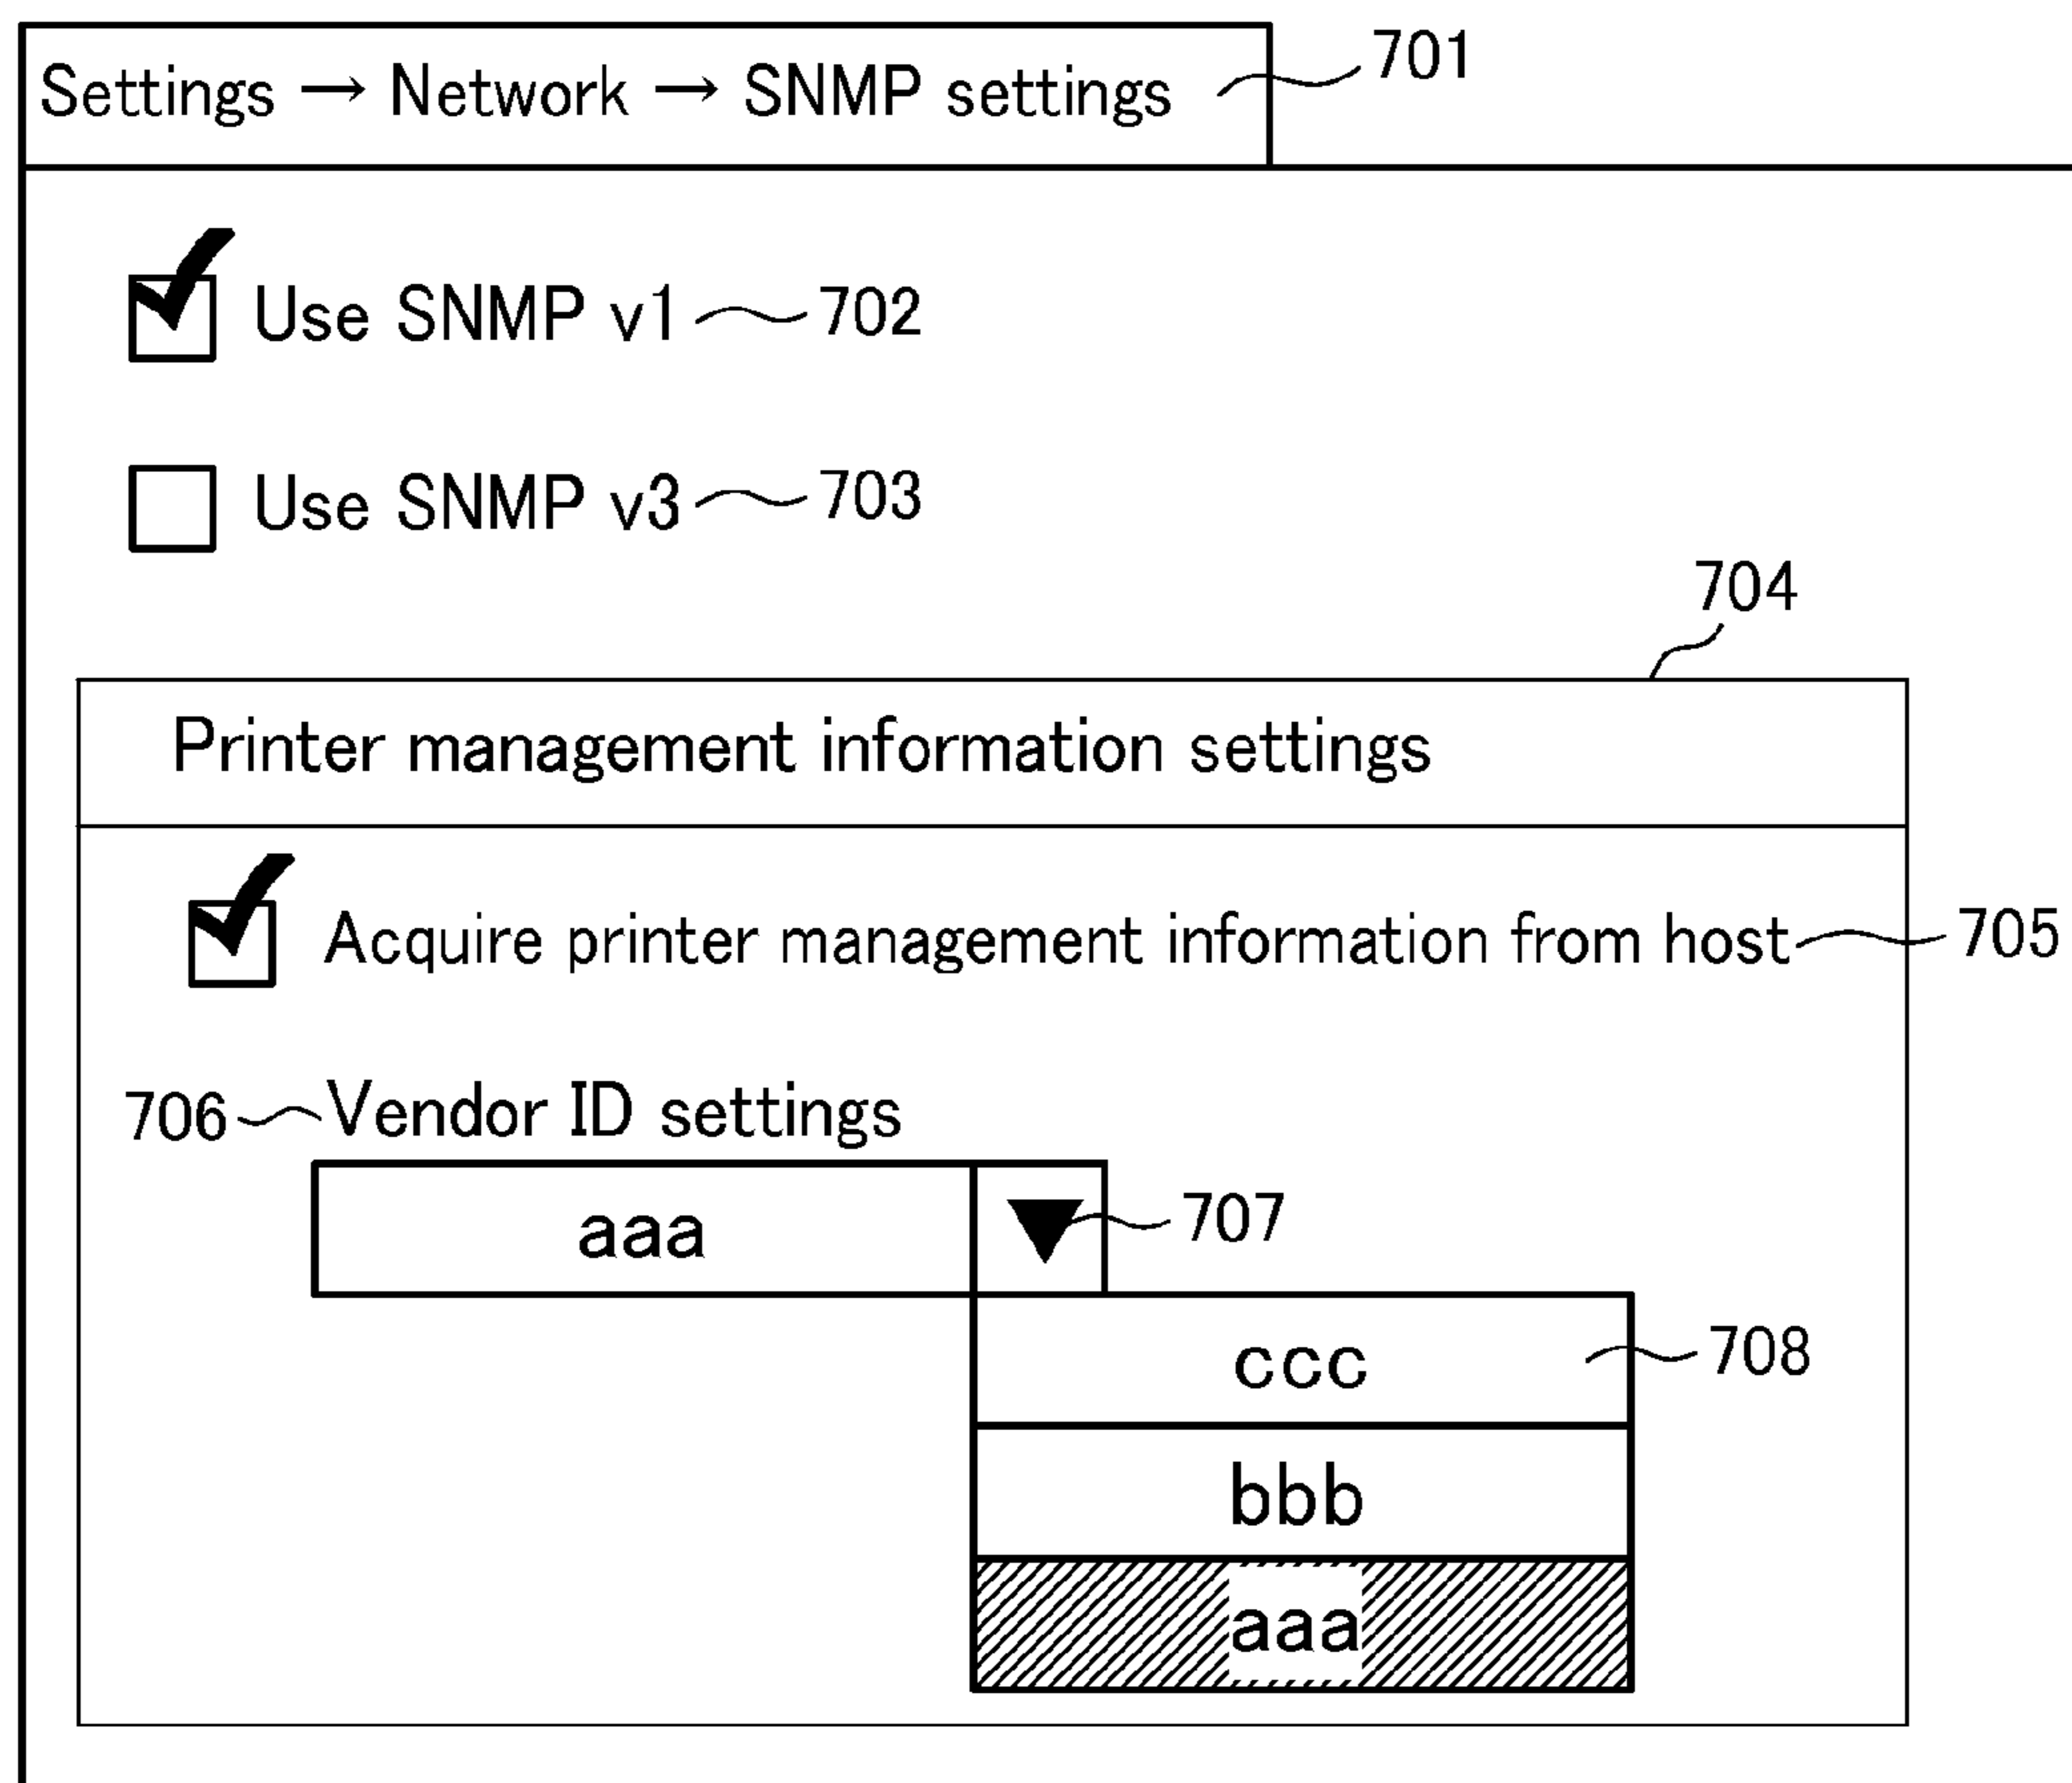 Settings → Network → SNMP settings 701
Use SNMP v1 702
Use SNMP v3 703
704
Printer management information settings
Acquire printer management information from host 705
706 Vendor ID settings
aaa 707
ccc 708
bbb
aaa